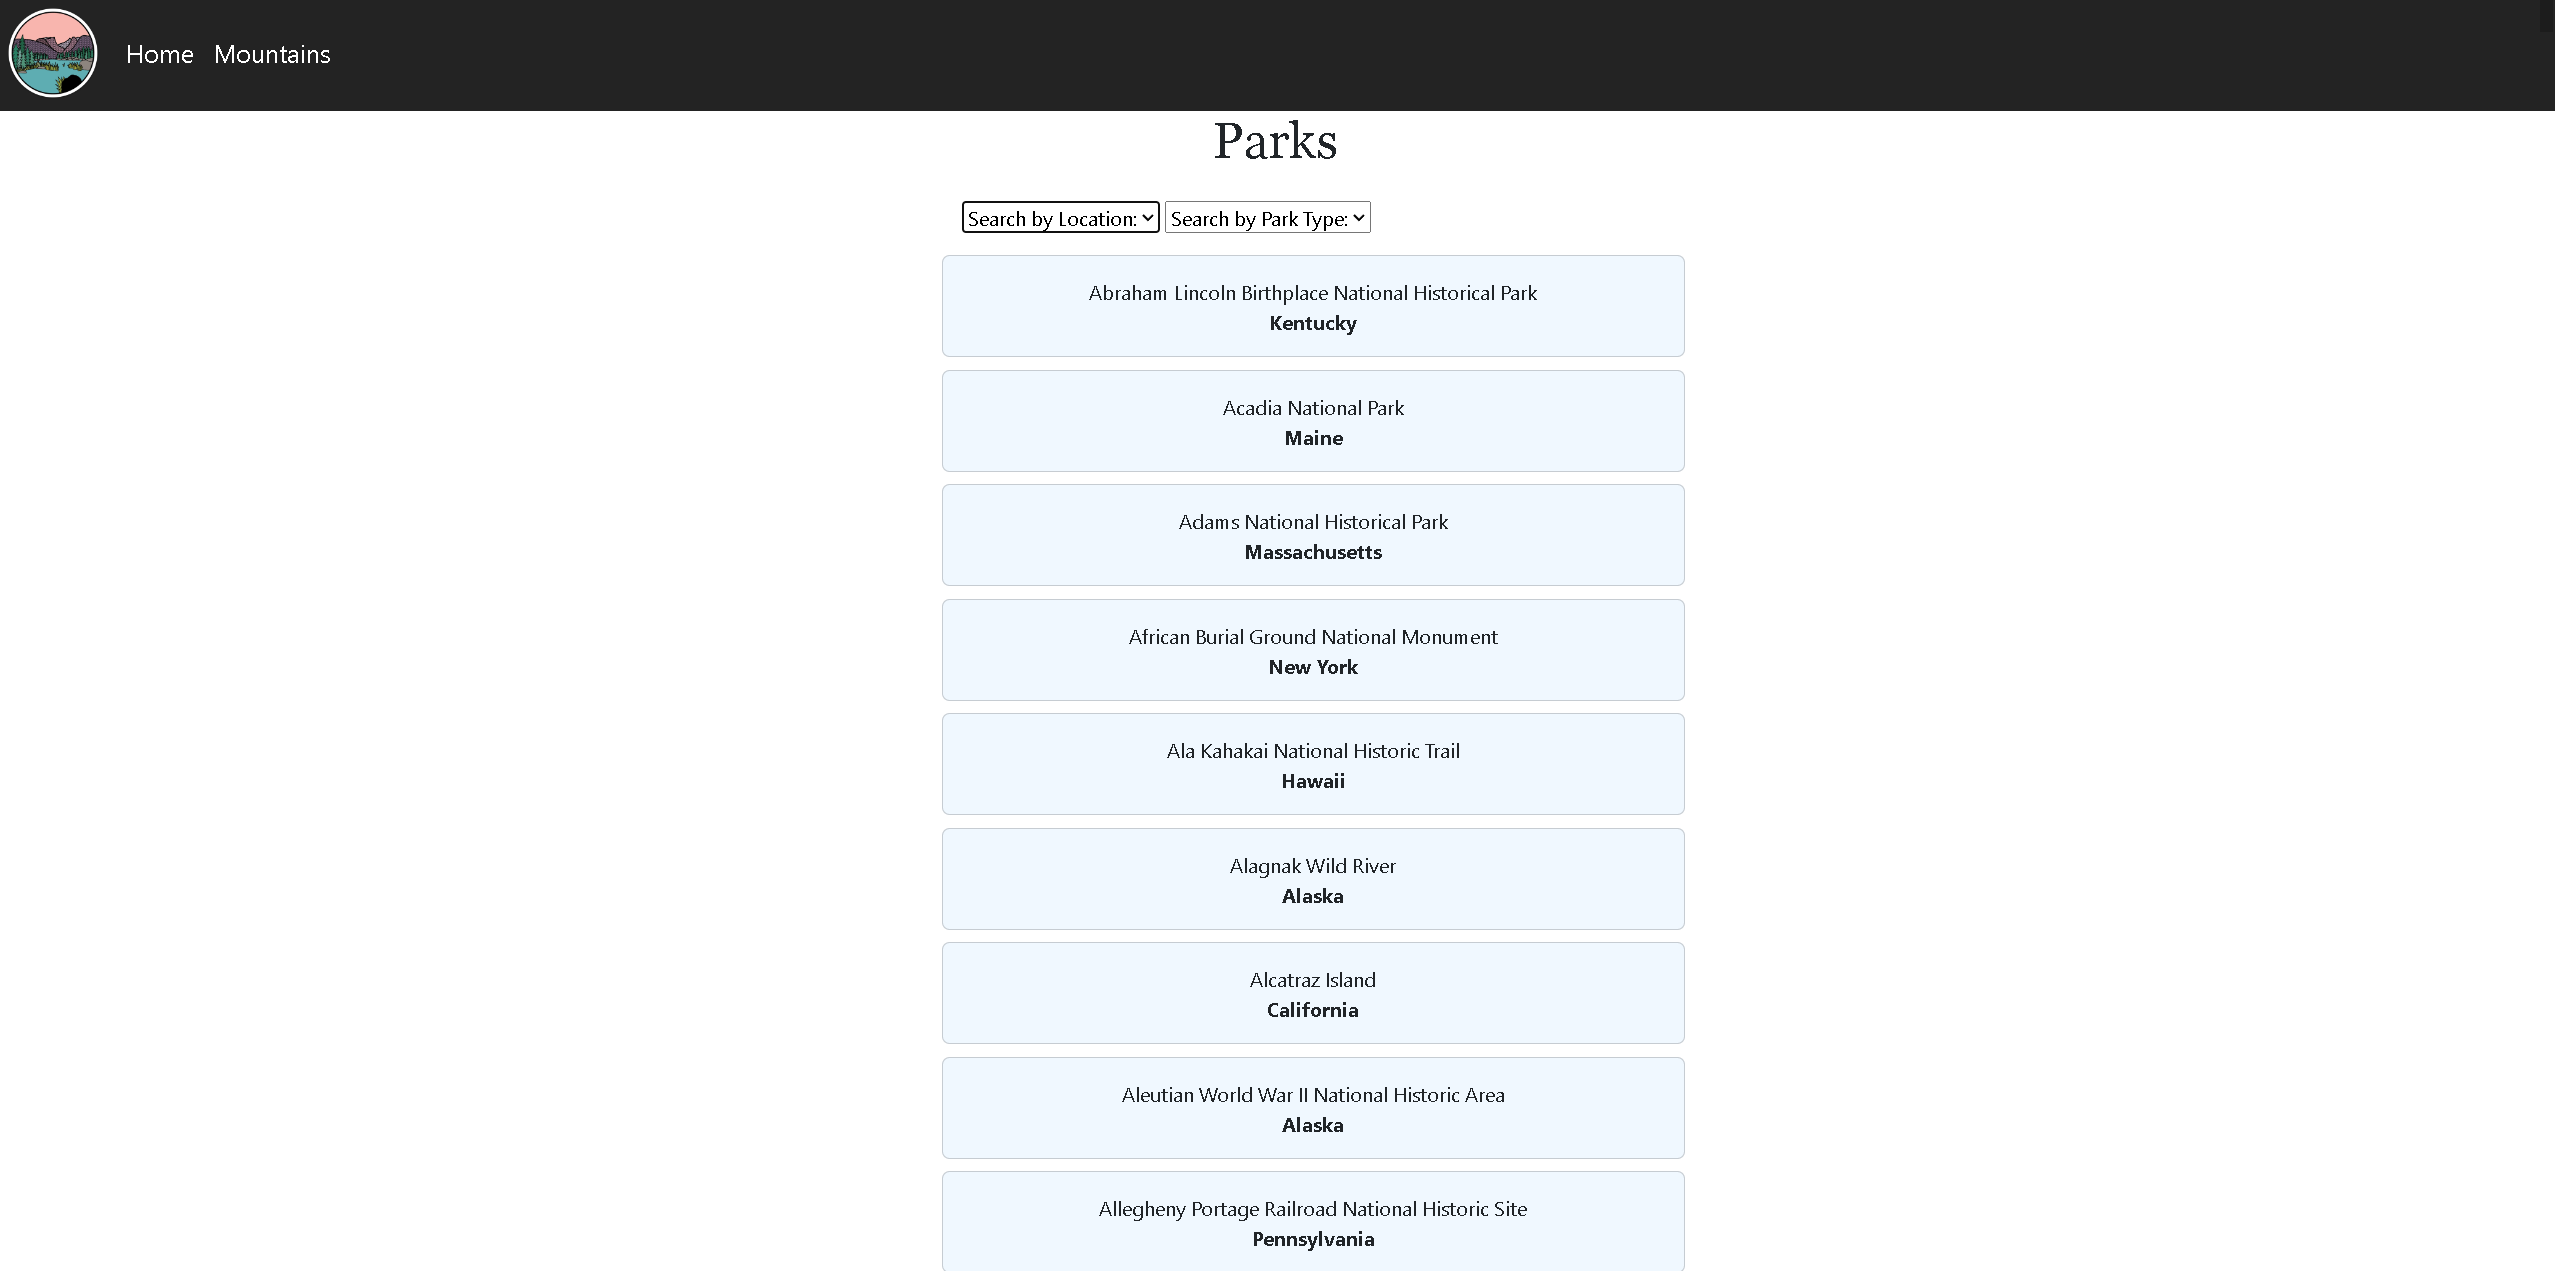 Home Mountains
Parks
Search by Location: Search by Park Type:
Abraham Lincoln Birthplace National Historical Park
Kentucky
Acadia National Park
Maine
Adams National Historical Park
Massachusetts
African Burial Ground National Monument
New York
Ala Kahakai National Historic Trail
Hawaii
Alagnak Wild River
Alaska
Alcatraz Island
California
Aleutian World War II National Historic Area
Alaska
Allegheny Portage Railroad National Historic Site
Pennsylvania